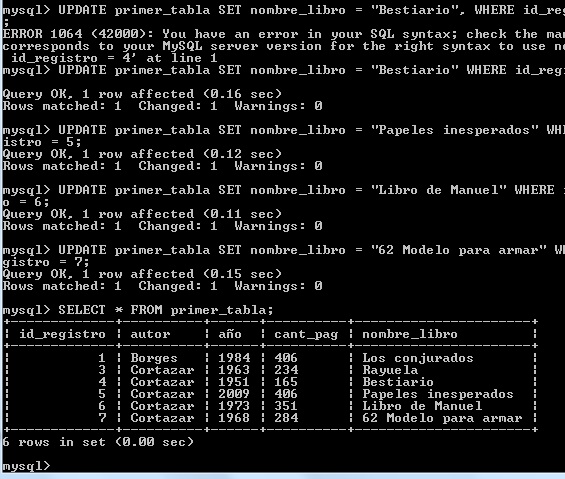 mysql> UPDATE primer_tabla SET nombre_libro = "Bestiario", WHERE id_reg
;
ERROR 1064 (42000): You have an error in your SQL syntax; check the ma
corresponds to your MySQL server version for the right syntax to use n
 id_registro = 4' at line 1
mysql> UPDATE primer_tabla SET nombre_libro = "Bestiario" WHERE id_reg
Query OK, 1 row affected (0.16 sec)
Rows matched: 1  Changed: 1  Warnings: 0
mysql> UPDATE primer_tabla SET nombre_libro = "Papeles inesperados" WH
istro = 5;
Query OK, 1 row affected (0.12 sec)
Rows matched: 1  Changed: 1  Warnings: 0
mysql> UPDATE primer_tabla SET nombre_libro = "Libro de Manuel" WHERE i
o = 6;
Query OK, 1 row affected (0.11 sec)
Rows matched: 1  Changed: 1  Warnings: 0
mysql> UPDATE primer_tabla SET nombre_libro = "62 Modelo para armar" W
gistro = 7;
Query OK, 1 row affected (0.15 sec)
Rows matched: 1  Changed: 1  Warnings: 0
mysql> SELECT * FROM primer_tabla;
+-------------+----------+------+----------+----------------------+
| id_registro | autor    | año  | cant_pag | nombre_libro         |
+-------------+----------+------+----------+----------------------+
|           1 | Borges   | 1984 | 406      | Los conjurados       |
|           3 | Cortazar | 1963 | 234      | Rayuela              |
|           4 | Cortazar | 1951 | 165      | Bestiario            |
|           5 | Cortazar | 2009 | 406      | Papeles inesperados  |
|           6 | Cortazar | 1973 | 351      | Libro de Manuel      |
|           7 | Cortazar | 1968 | 284      | 62 Modelo para armar |
+-------------+----------+------+----------+----------------------+
6 rows in set (0.00 sec)
mysql>